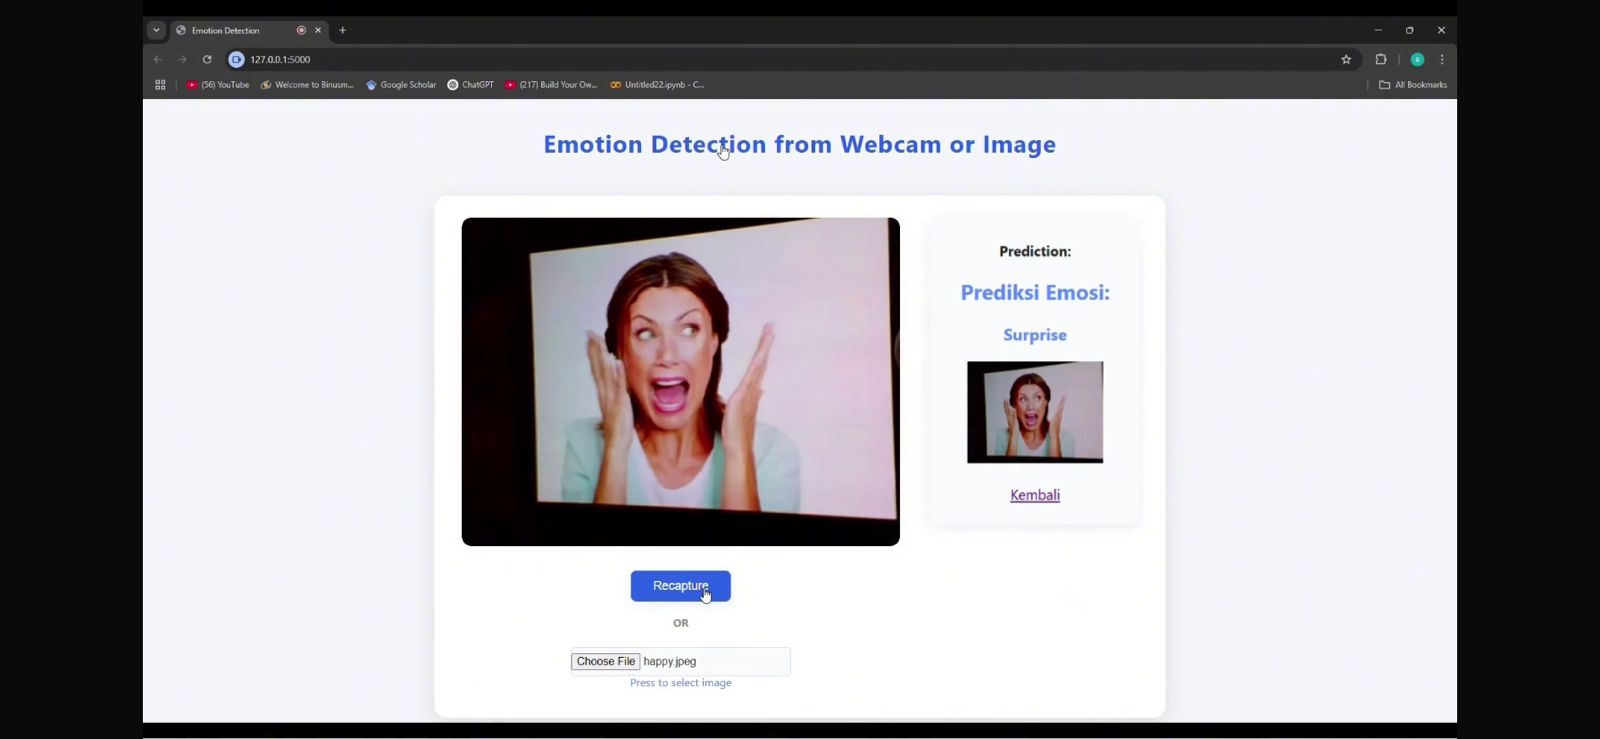 Emotion Detection
127.0.0.1:5000
(56) YouTube
Welcome to Binusm...
Google Scholar
ChatGPT
(217) Build Your Ow...
Untitled22.ipynb - C...
All Bookmarks
Emotion Detection from Webcam or Image
Prediction:
Prediksi Emosi:
Surprise
Kembali
Recapture
OR
Choose File happy.jpeg
Press to select image